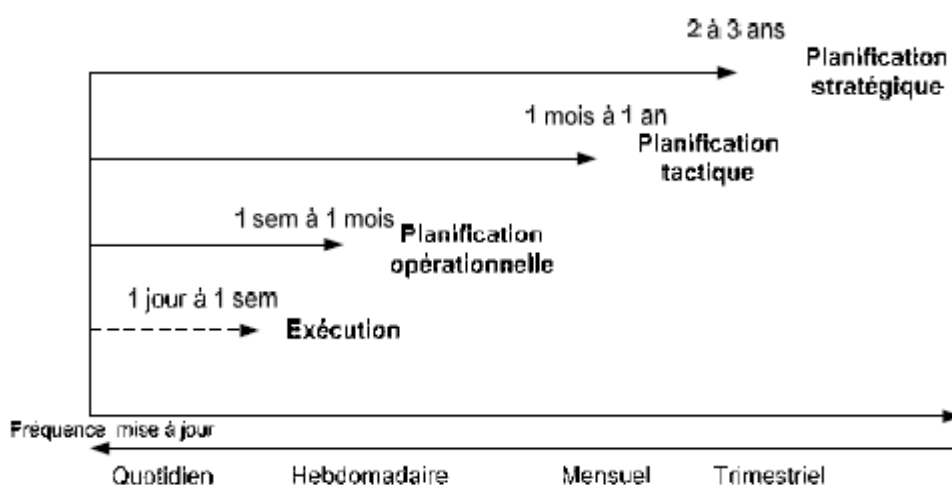 2 à 3 ans
Planification
stratégique
1 mois à 1 an
Planification
tactique
1 sem à 1 mois
Planification
opérationnelle
1 jour à 1 sem
Exécution
Fréquence mise à jour
Quotidien Hebdomadaire Mensuel Trimestriel